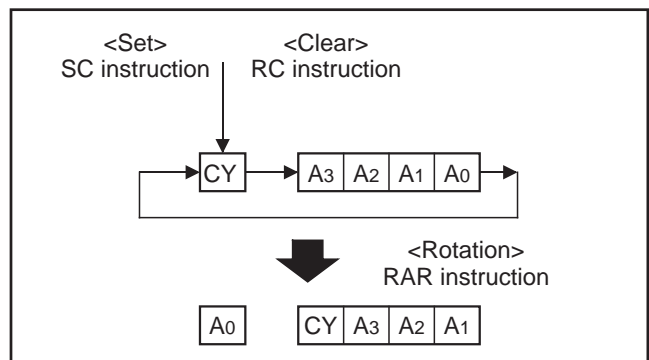 <Set> <Clear>
SC instruction RC instruction
CY A3 A2 A1 A0
<Rotation>
RAR instruction
A0 CY A3 A2 A1